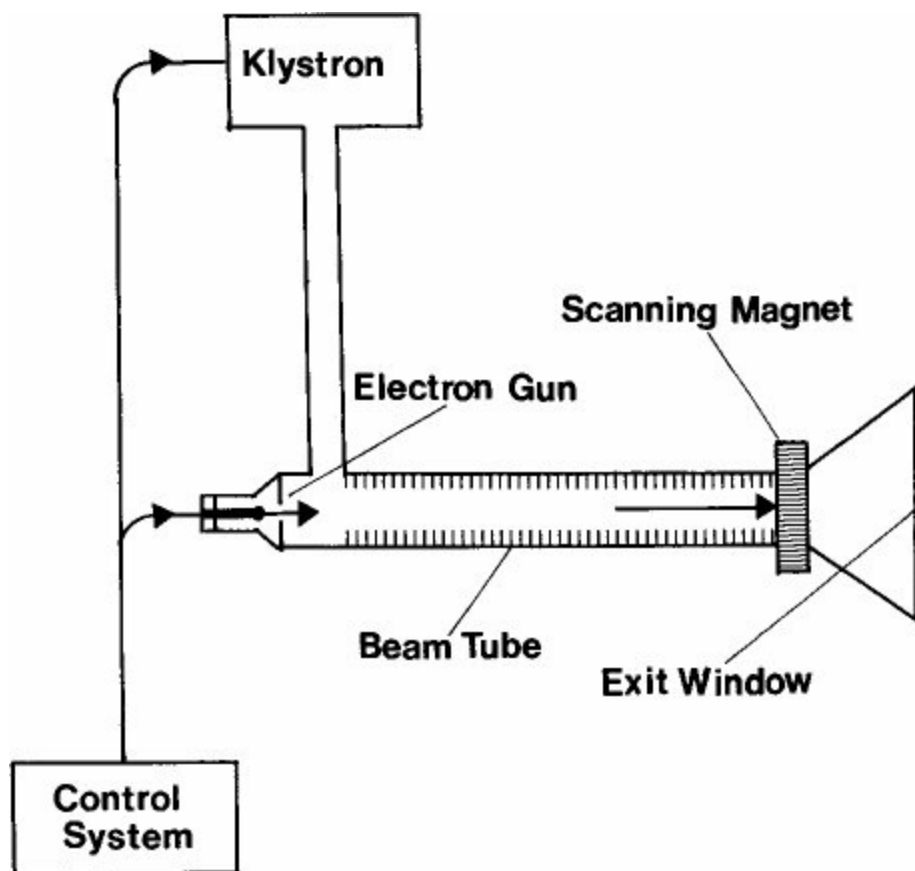 Klystron
Scanning Magnet
Electron Gun
Beam Tube
Exit Window
Control
System